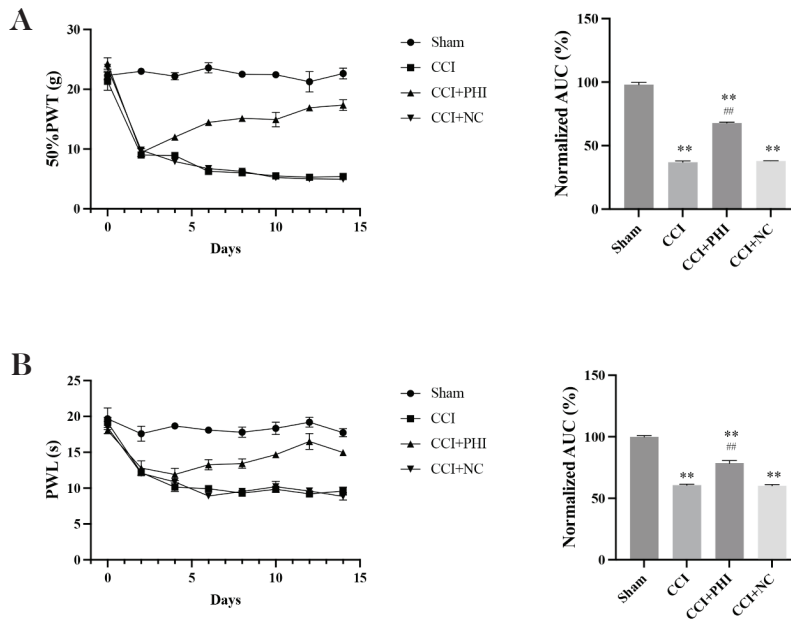 A
30
20
10
0
50%PWT (g)
0
5
10
15
Days
Sham
CCI
CCI+PHI
CCI+NC
150
100
50
0
Normalized AUC (%)
**
**
##
**
Sham
CCI
CCI+PHI
CCI+NC
B
25
20
15
10
5
0
PWL (s)
0
5
10
15
Days
Sham
CCI
CCI+PHI
CCI+NC
150
100
50
0
Normalized AUC (%)
**
**
##
**
Sham
CCI
CCI+PHI
CCI+NC